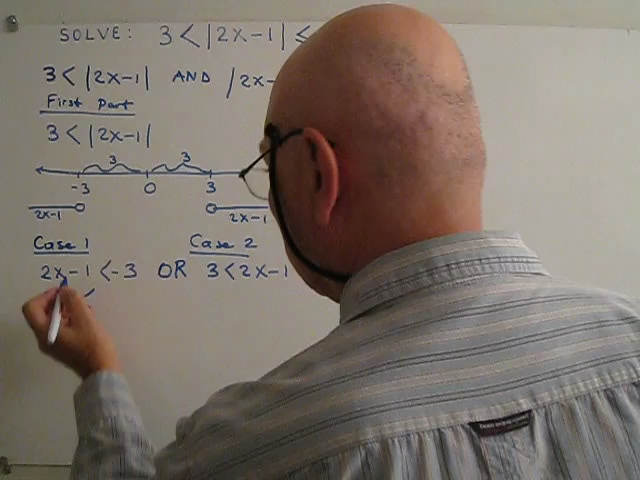 SOLVE: 3 < |2X-1| ≤
3 < |2X-1| AND |2X-
First Part
3 < |2X-1|
3 3
-3 0 3
2X-1 2X-1
Case 1 Case 2
2X-1 < -3 OR 3 < 2X-1
<